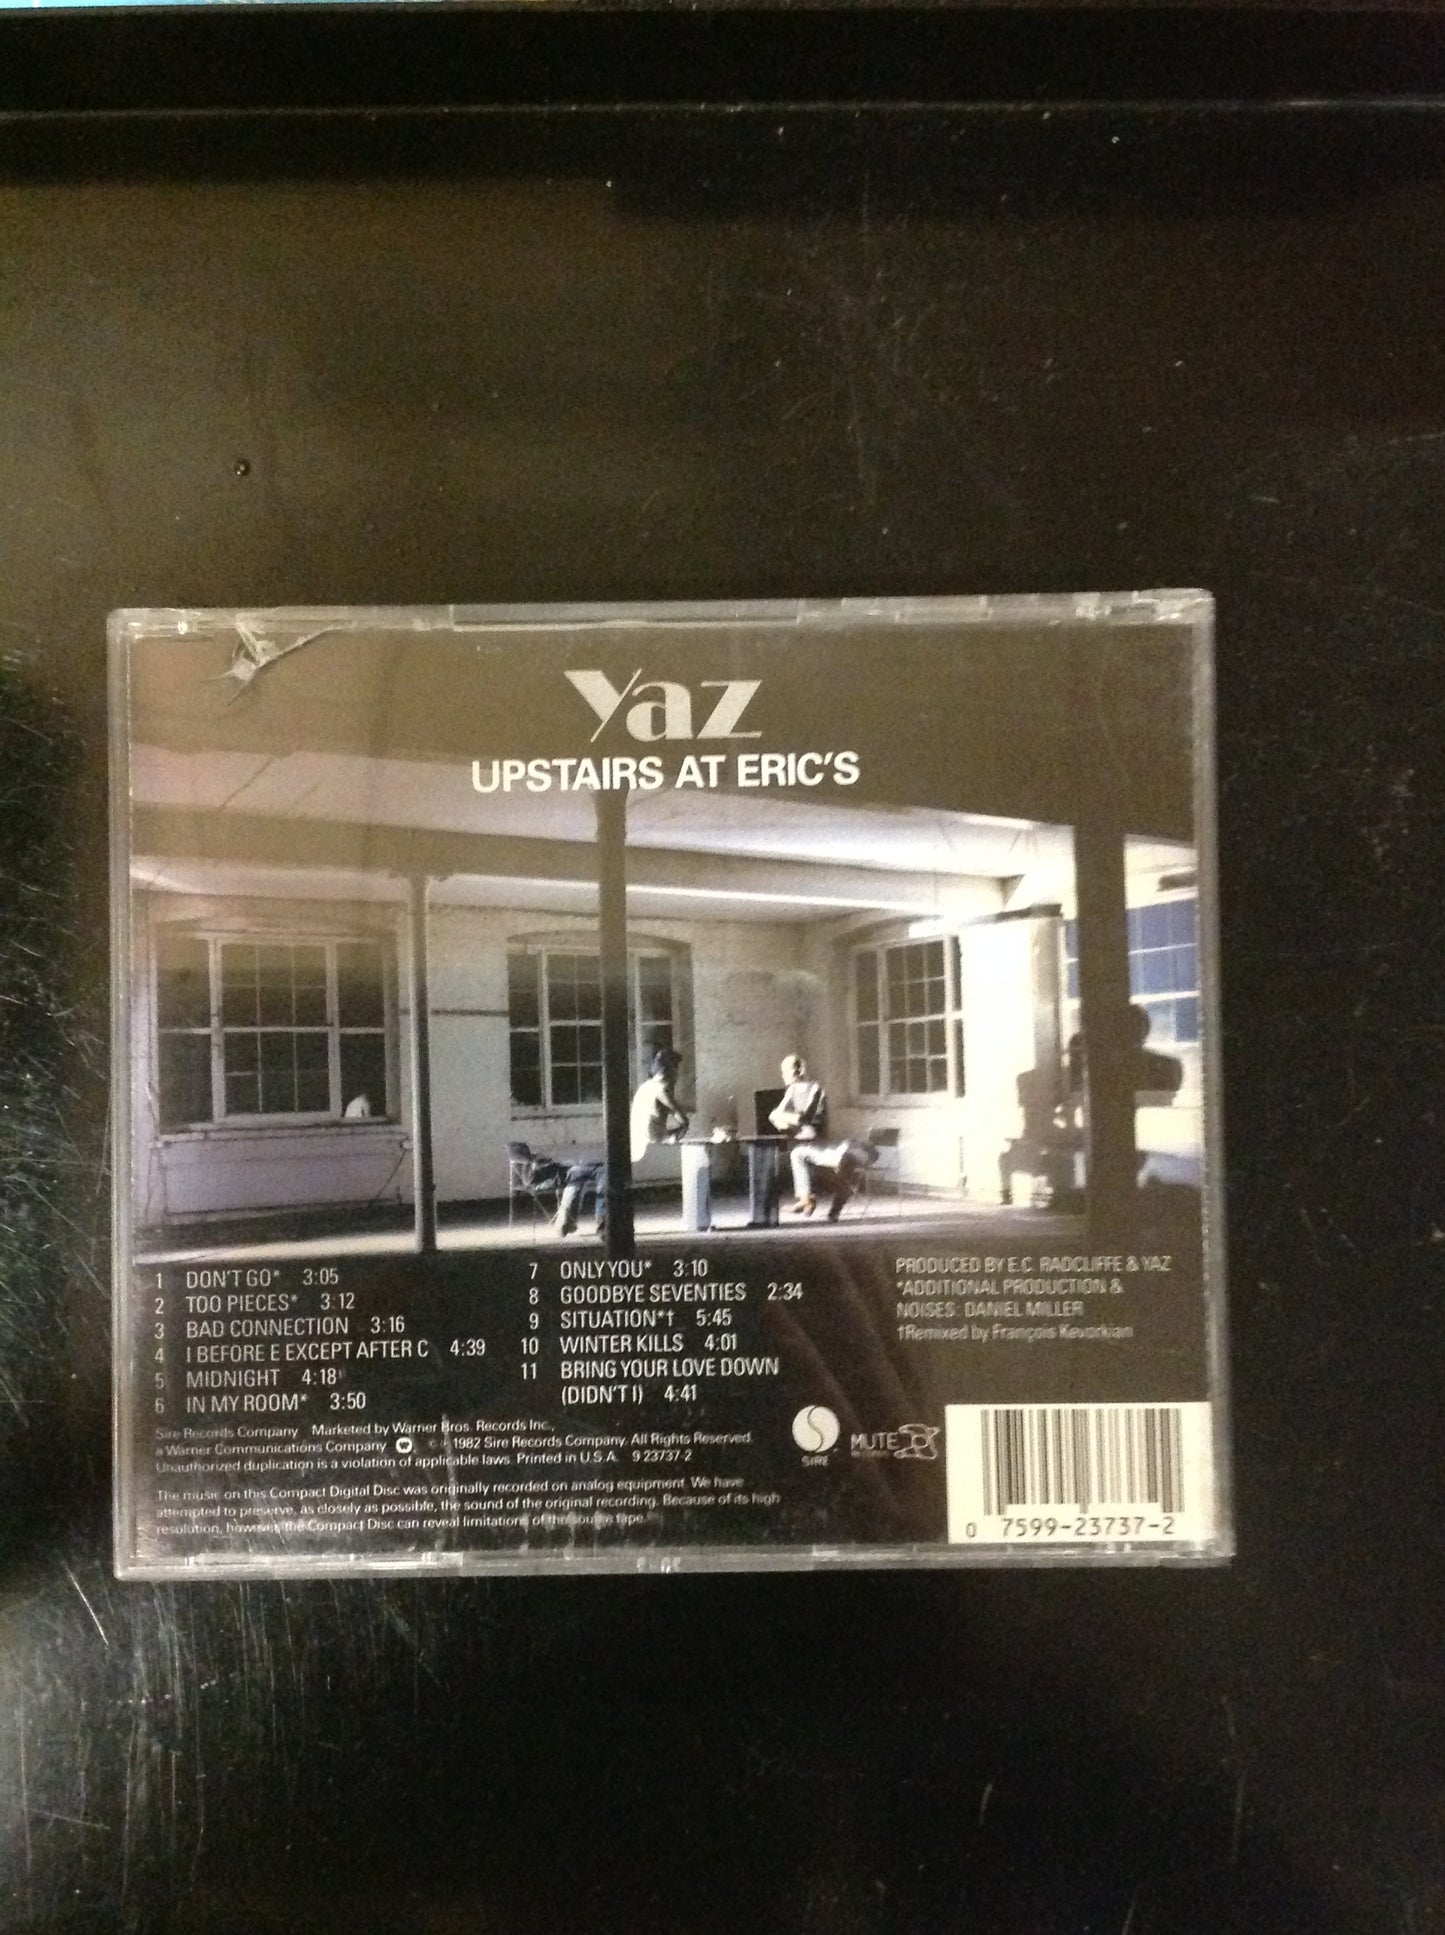 Yaz
UPSTAIRS AT ERIC'S
1 DON'T GO* 3:05
2 TOO PIECES* 3:12
3 BAD CONNECTION 3:16
4 I BEFORE E EXCEPT AFTER C 4:39
5 MIDNIGHT 4:18
6 IN MY ROOM* 3:50
7 ONLY YOU* 3:10
8 GOODBYE SEVENTIES 2:34
9 SITUATION*† 5:45
10 WINTER KILLS 4:01
11 BRING YOUR LOVE DOWN
(DIDN'T I) 4:41
PRODUCED BY E.C. RADCLIFFE & YAZ
*ADDITIONAL PRODUCTION &
NOISES: DANIEL MILLER
†Remixed by François Kevorkian
Sire Records Company Marketed by Warner Bros. Records Inc.,
a Warner Communications Company © 1982 Sire Records Company. All Rights Reserved.
Unauthorized duplication is a violation of applicable laws. Printed in U.S.A. 9 23737-2
The music on this Compact Digital Disc was originally recorded on analog equipment. We have
attempted to preserve, as closely as possible, the sound of the original recording. Because of its high
resolution, however, the Compact Disc can reveal limitations of the source tape.
SIRE
MUTE
0 7599-23737-2